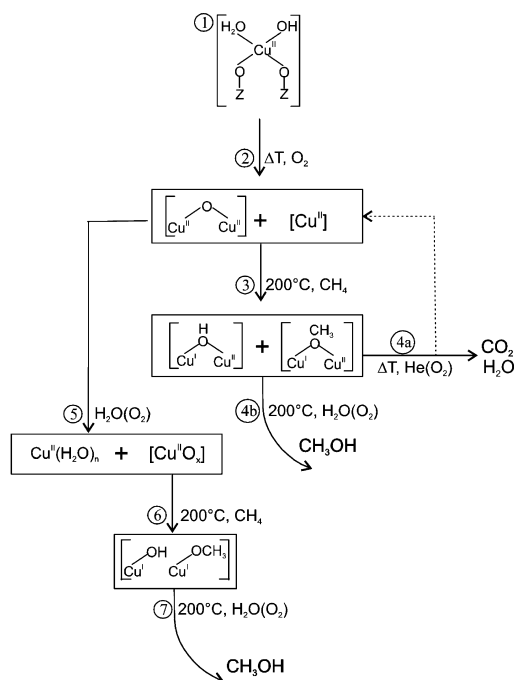 ①
H₂O OH
Cuᴵᴵ
O O
Z Z
② ΔT, O₂
O
Cuᴵᴵ Cuᴵᴵ + [Cuᴵᴵ]
③ 200°C, CH₄
H CH₃
O O
Cuᴵ Cuᴵᴵ + Cuᴵ Cuᴵᴵ
④a
ΔT, He(O₂)
CO₂
H₂O
④b 200°C, H₂O(O₂)
CH₃OH
⑤ H₂O(O₂)
Cuᴵᴵ(H₂O)ₙ + [CuᴵᴵOₓ]
⑥ 200°C, CH₄
OH OCH₃
Cuᴵ Cuᴵ
⑦ 200°C, H₂O(O₂)
CH₃OH